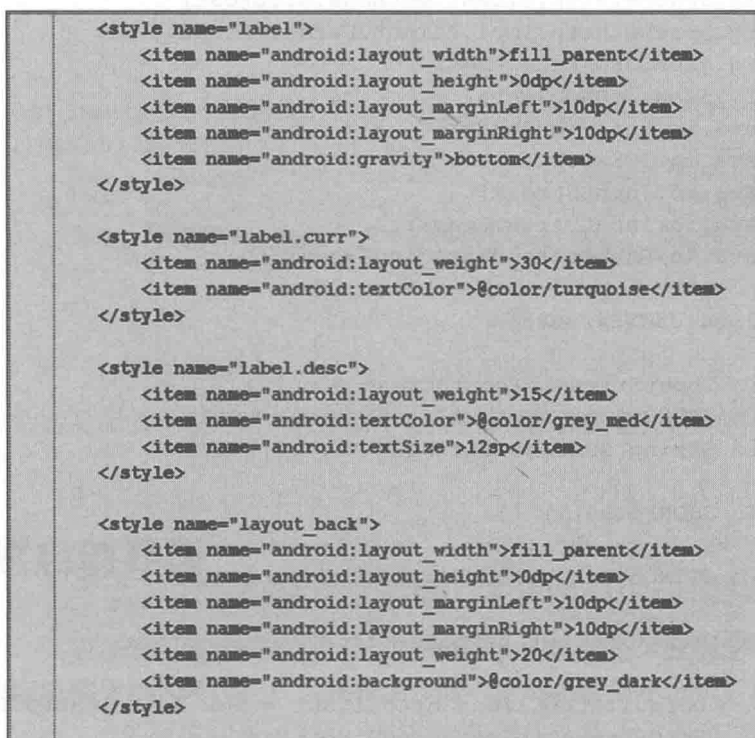 <style name="label">
<item name="android:layout_width">fill_parent</item>
<item name="android:layout_height">0dp</item>
<item name="android:layout_marginLeft">10dp</item>
<item name="android:layout_marginRight">10dp</item>
<item name="android:gravity">bottom</item>
</style>
<style name="label.curr">
<item name="android:layout_weight">30</item>
<item name="android:textColor">@color/turquoise</item>
</style>
<style name="label.desc">
<item name="android:layout_weight">15</item>
<item name="android:textColor">@color/grey_med</item>
<item name="android:textSize">12sp</item>
</style>
<style name="layout_back">
<item name="android:layout_width">fill_parent</item>
<item name="android:layout_height">0dp</item>
<item name="android:layout_marginLeft">10dp</item>
<item name="android:layout_marginRight">10dp</item>
<item name="android:layout_weight">20</item>
<item name="android:background">@color/grey_dark</item>
</style>